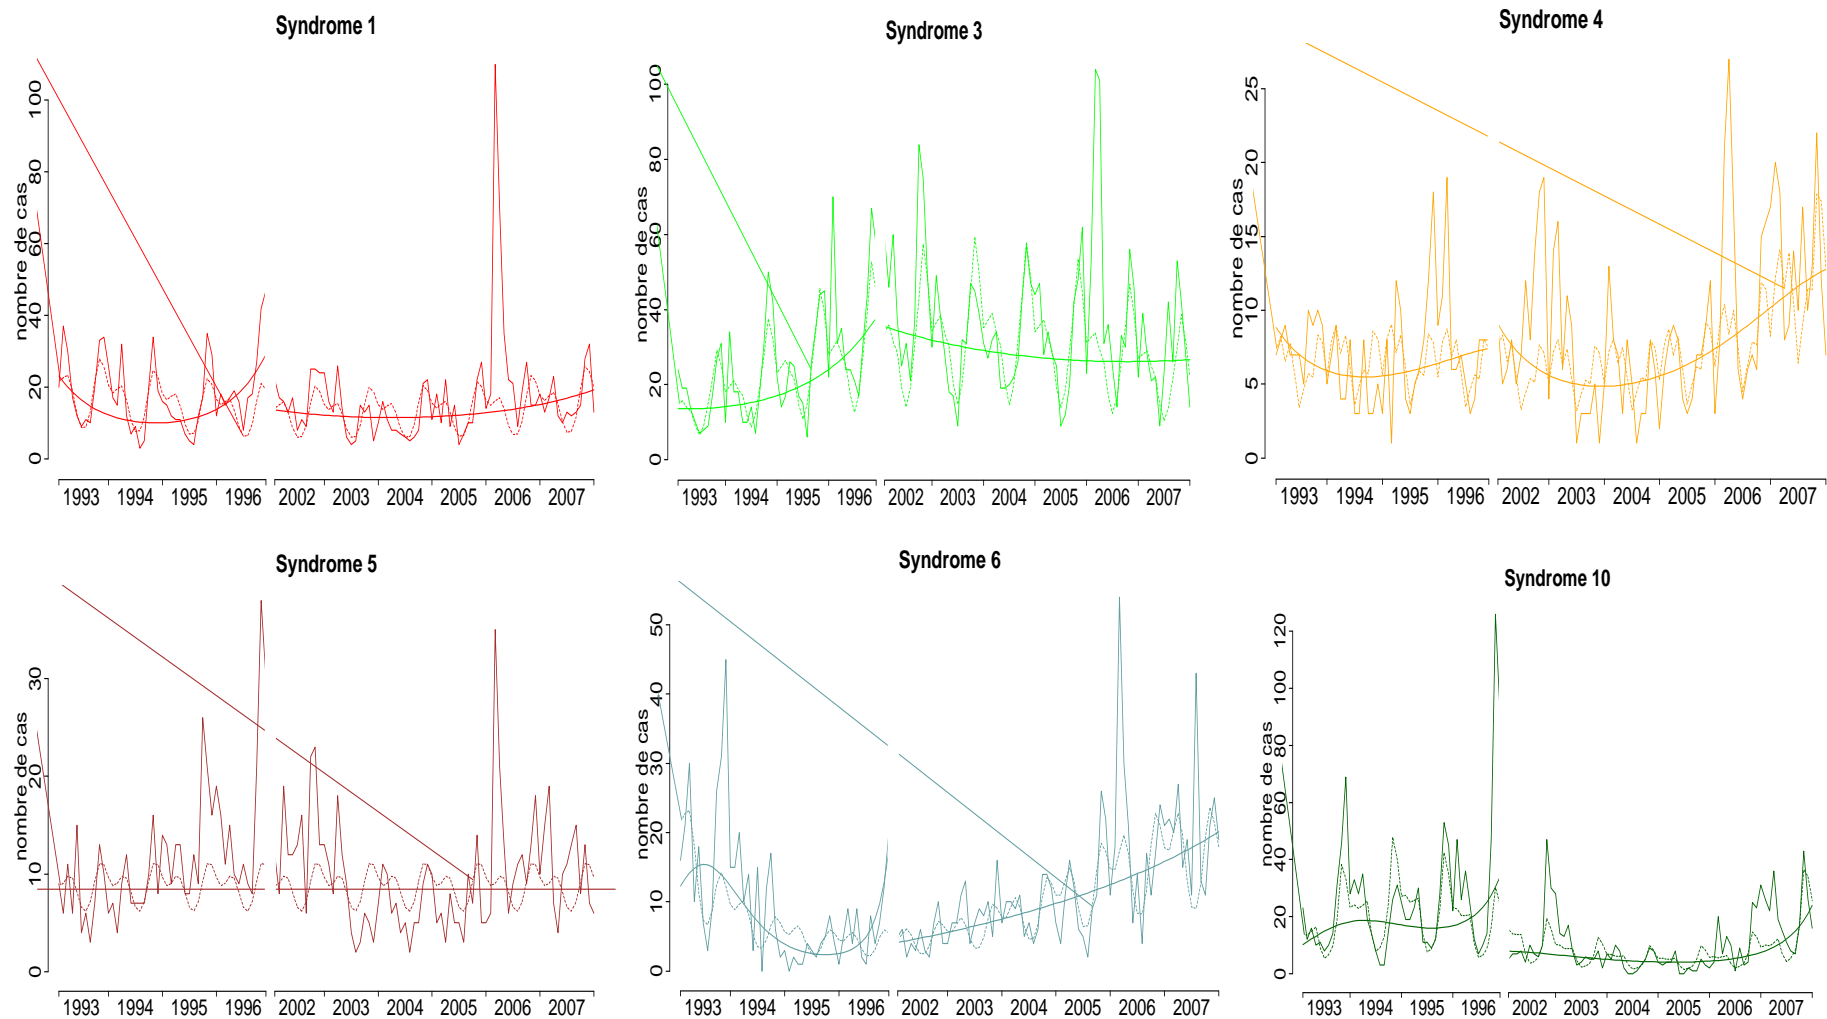 Syndrome 1
nombre de cas
0 20 40 60 80 100
1993 1994 1995 1996 2002 2003 2004 2005 2006 2007
Syndrome 3
nombre de cas
0 20 40 60 80 100
1993 1994 1995 1996 2002 2003 2004 2005 2006 2007
Syndrome 4
nombre de cas
0 5 10 15 20 25
1993 1994 1995 1996 2002 2003 2004 2005 2006 2007
Syndrome 5
nombre de cas
0 10 20 30
1993 1994 1995 1996 2002 2003 2004 2005 2006 2007
Syndrome 6
nombre de cas
0 10 20 30 40 50
1993 1994 1995 1996 2002 2003 2004 2005 2006 2007
Syndrome 10
nombre de cas
0 20 40 60 80 100 120
1993 1994 1995 1996 2002 2003 2004 2005 2006 2007